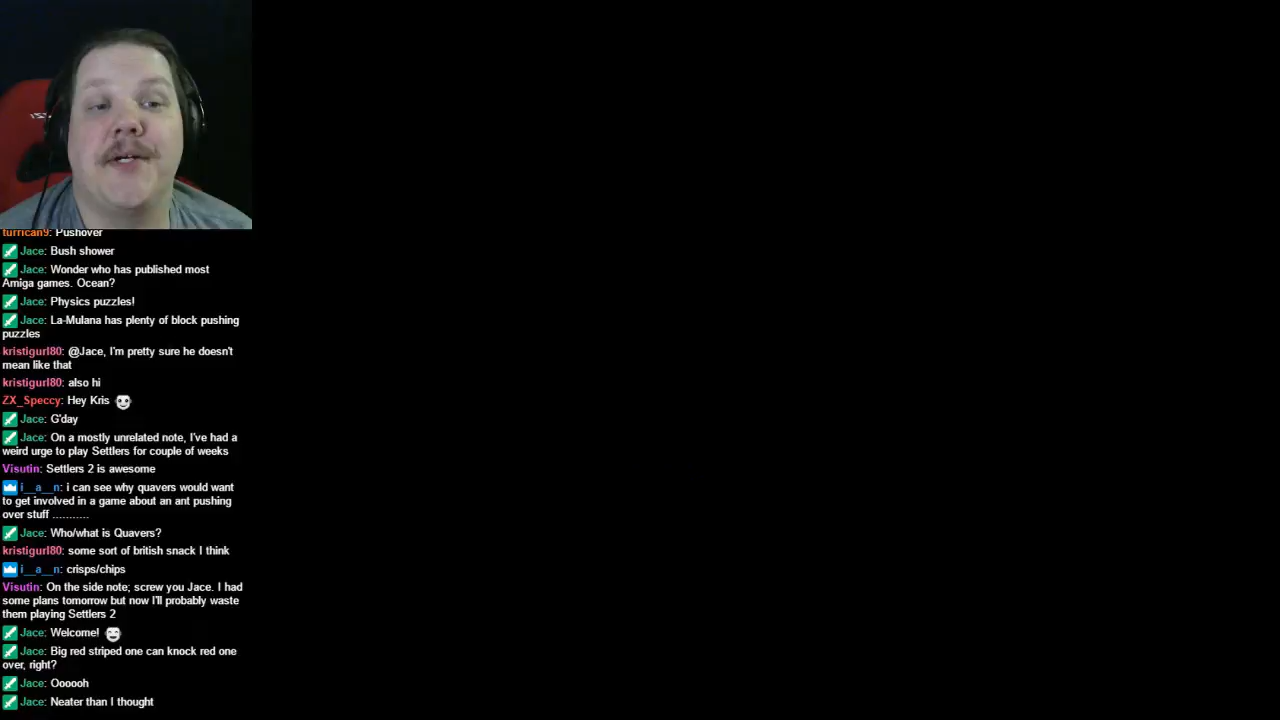 turrican9: Pushover
Jace: Bush shower
Jace: Wonder who has published most
Amiga games. Ocean?
Jace: Physics puzzles!
Jace: La-Mulana has plenty of block pushing
puzzles
kristigurl80: @Jace, I'm pretty sure he doesn't
mean like that
kristigurl80: also hi
ZX_Speccy: Hey Kris
Jace: G'day
Jace: On a mostly unrelated note, I've had a
weird urge to play Settlers for couple of weeks
Visutin: Settlers 2 is awesome
i__a__n: i can see why quavers would want
to get involved in a game about an ant pushing
over stuff ...........
Jace: Who/what is Quavers?
kristigurl80: some sort of british snack I think
i__a__n: crisps/chips
Visutin: On the side note; screw you Jace. I had
some plans tomorrow but now I'll probably waste
them playing Settlers 2
Jace: Welcome!
Jace: Big red striped one can knock red one
over, right?
Jace: Oooooh
Jace: Neater than I thought